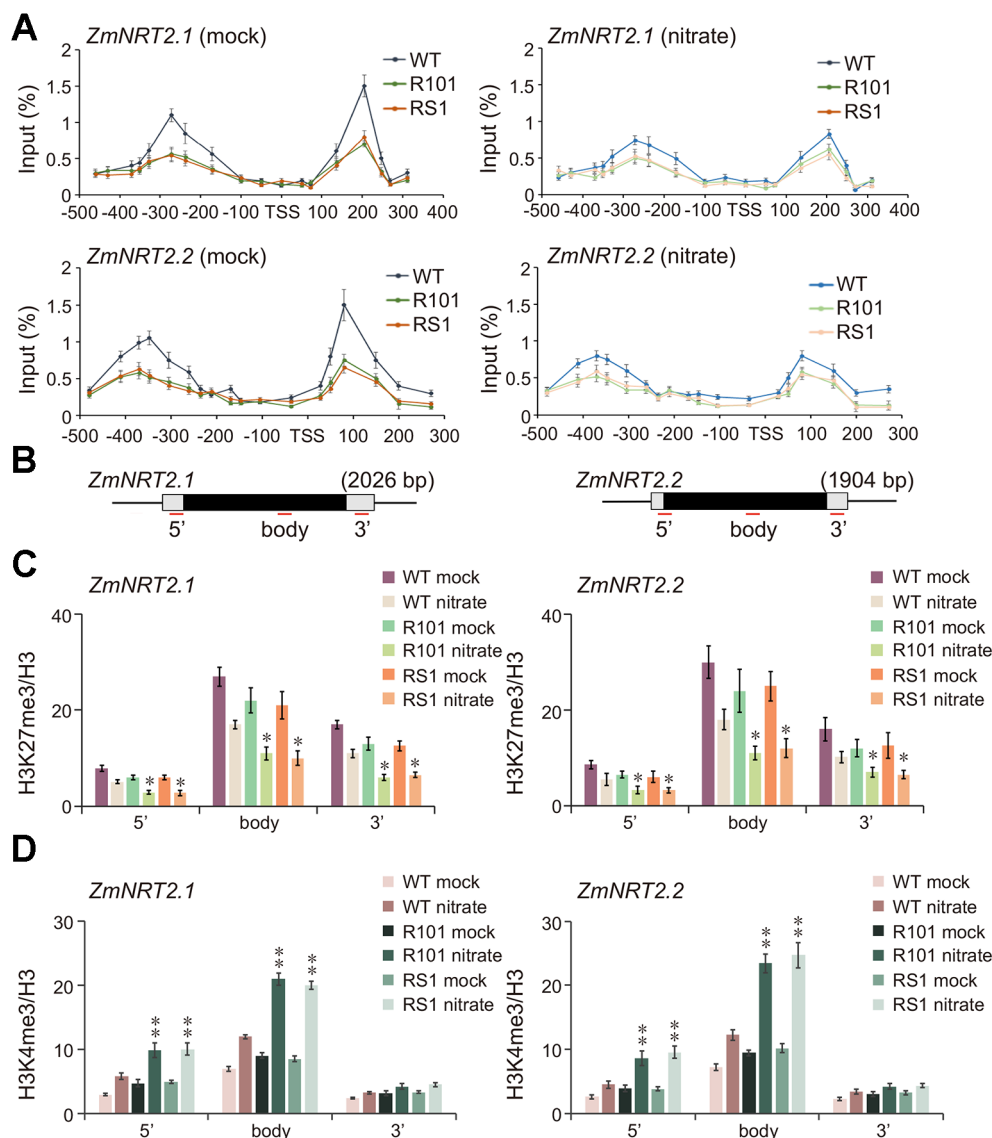 A
ZmNRT2.1 (mock)
2
1.5
1
0.5
0
Input (%)
WT
R101
RS1
-500 -400 -300 -200 -100 TSS 100 200 300 400
ZmNRT2.1 (nitrate)
2
1.5
1
0.5
0
Input (%)
WT
R101
RS1
-500 -400 -300 -200 -100 TSS 100 200 300 400
ZmNRT2.2 (mock)
2
1.5
1
0.5
0
Input (%)
WT
R101
RS1
-500 -400 -300 -200 -100 TSS 100 200 300
ZmNRT2.2 (nitrate)
2
1.5
1
0.5
0
Input (%)
WT
R101
RS1
-500 -400 -300 -200 -100 TSS 100 200 300
B
ZmNRT2.1 (2026 bp)
5’ body 3’
ZmNRT2.2 (1904 bp)
5’ body 3’
C
ZmNRT2.1
WT mock
WT nitrate
R101 mock
R101 nitrate
RS1 mock
RS1 nitrate
40
20
0
H3K27me3/H3
* * * * * *
5’ body 3’
ZmNRT2.2
WT mock
WT nitrate
R101 mock
R101 nitrate
RS1 mock
RS1 nitrate
40
20
0
H3K27me3/H3
* * * * * *
5’ body 3’
D
ZmNRT2.1
WT mock
WT nitrate
R101 mock
R101 nitrate
RS1 mock
RS1 nitrate
30
20
10
0
H3K4me3/H3
** ** ** **
5’ body 3’
ZmNRT2.2
WT mock
WT nitrate
R101 mock
R101 nitrate
RS1 mock
RS1 nitrate
30
20
10
0
H3K4me3/H3
** ** ** **
5’ body 3’